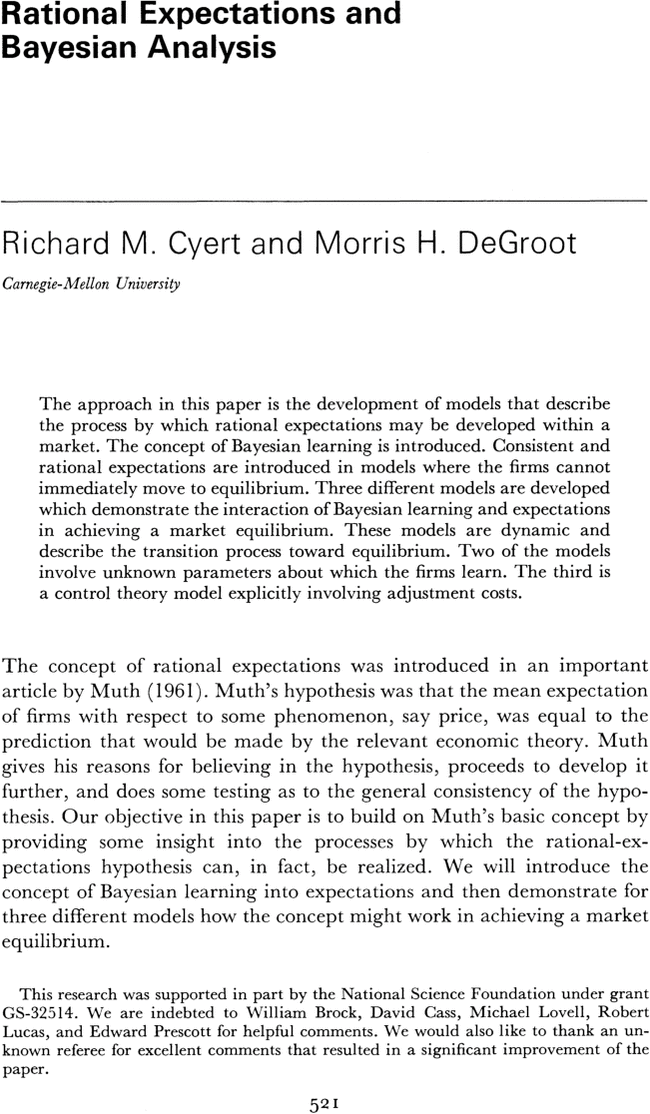 Rational Expectations and
Bayesian Analysis
Richard M. Cyert and Morris H. DeGroot
Carnegie-Mellon University
The approach in this paper is the development of models that describe
the process by which rational expectations may be developed within a
market. The concept of Bayesian learning is introduced. Consistent and
rational expectations are introduced in models where the firms cannot
immediately move to equilibrium. Three different models are developed
which demonstrate the interaction of Bayesian learning and expectations
in achieving a market equilibrium. These models are dynamic and
describe the transition process toward equilibrium. Two of the models
involve unknown parameters about which the firms learn. The third is
a control theory model explicitly involving adjustment costs.
The concept of rational expectations was introduced in an important
article by Muth (1961). Muth's hypothesis was that the mean expectation
of firms with respect to some phenomenon, say price, was equal to the
prediction that would be made by the relevant economic theory. Muth
gives his reasons for believing in the hypothesis, proceeds to develop it
further, and does some testing as to the general consistency of the hypo-
thesis. Our objective in this paper is to build on Muth's basic concept by
providing some insight into the processes by which the rational-ex-
pectations hypothesis can, in fact, be realized. We will introduce the
concept of Bayesian learning into expectations and then demonstrate for
three different models how the concept might work in achieving a market
equilibrium.
This research was supported in part by the National Science Foundation under grant
GS-32514. We are indebted to William Brock, David Cass, Michael Lovell, Robert
Lucas, and Edward Prescott for helpful comments. We would also like to thank an un-
known referee for excellent comments that resulted in a significant improvement of the
paper.
521